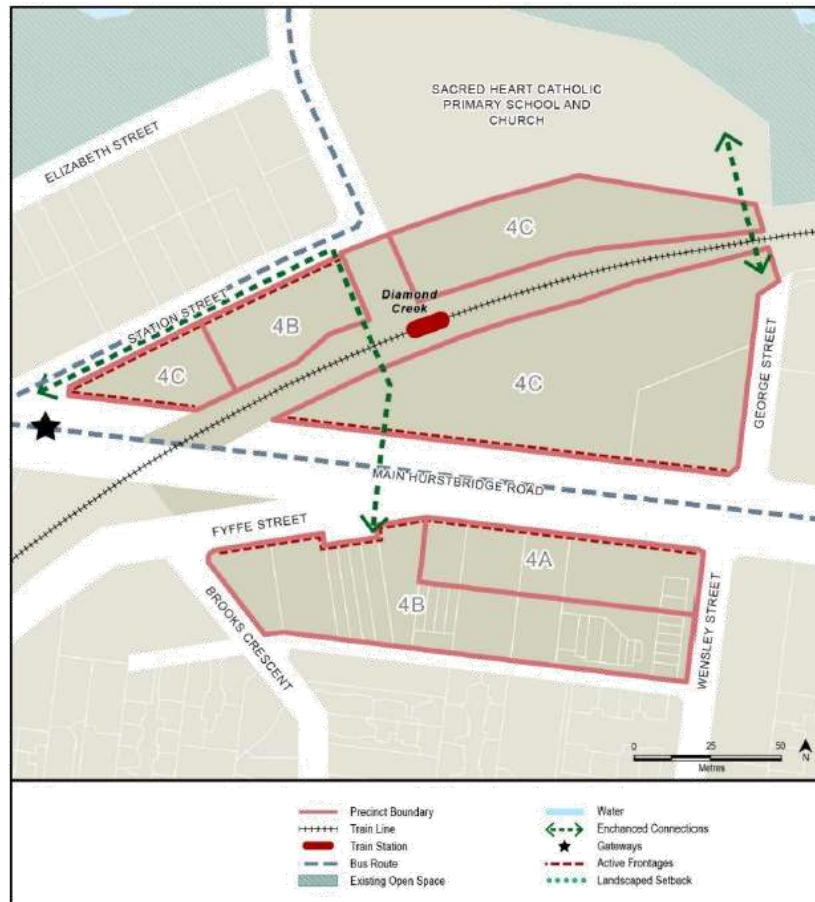 SACRED HEART CATHOLIC
PRIMARY SCHOOL AND
CHURCH
ELIZABETH STREET
4C
STATION STREET
Diamond
Creek
4B
4C
4C
GEORGE STREET
MAIN HURSTBRIDGE ROAD
FYFFE STREET
4A
4B
BROOKS CRESCENT
WENSLEY STREET
0 25 50
Metres
N
Precinct Boundary
Train Line
Train Station
Bus Route
Existing Open Space
Water
Enchanced Connections
Gateways
Active Frontages
Landscaped Setback